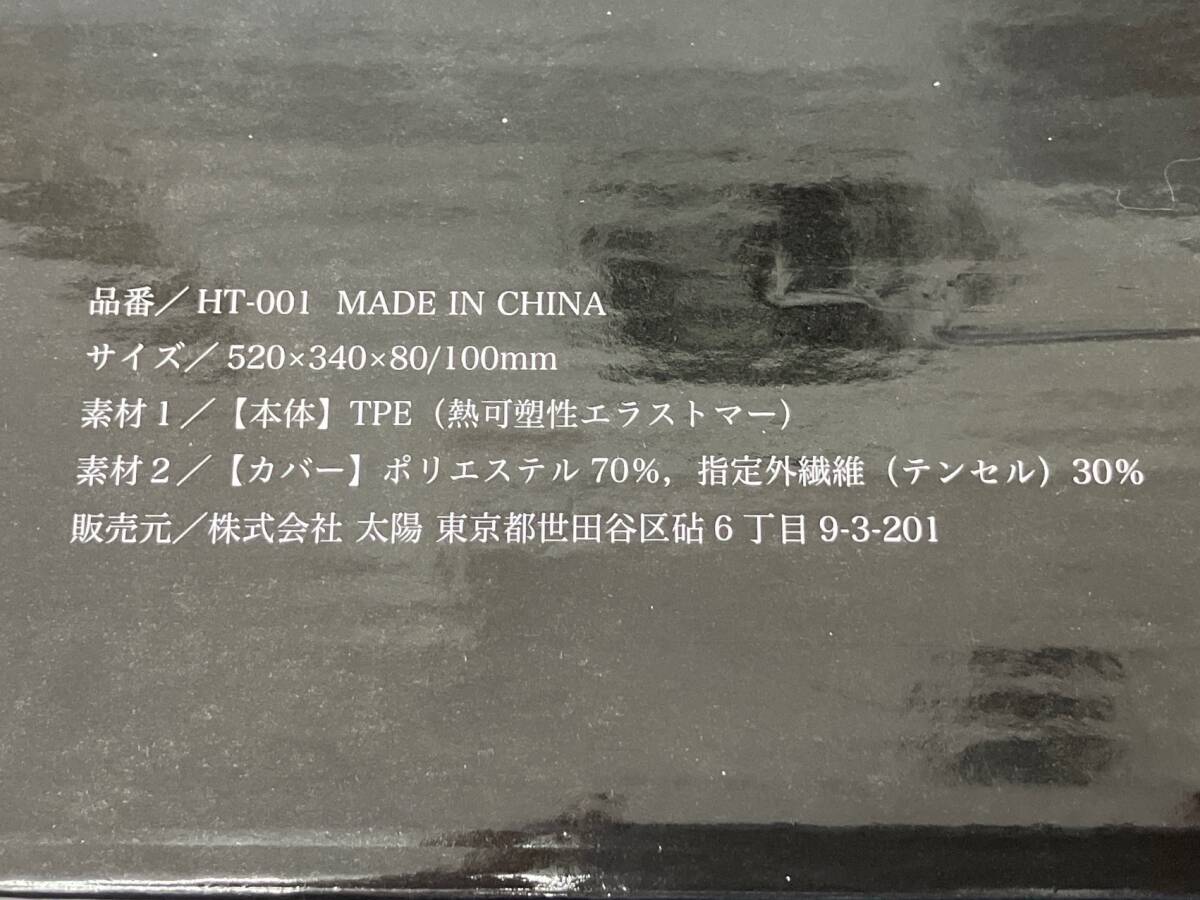 品番／HT-001 MADE IN CHINA
サイズ／520×340×80/100mm
素材1／【本体】TPE（熱可塑性エラストマー）
素材2／【カバー】ポリエステル70%, 指定外繊維（テンセル）30%
販売元／株式会社 太陽 東京都世田谷区砧6丁目9-3-201